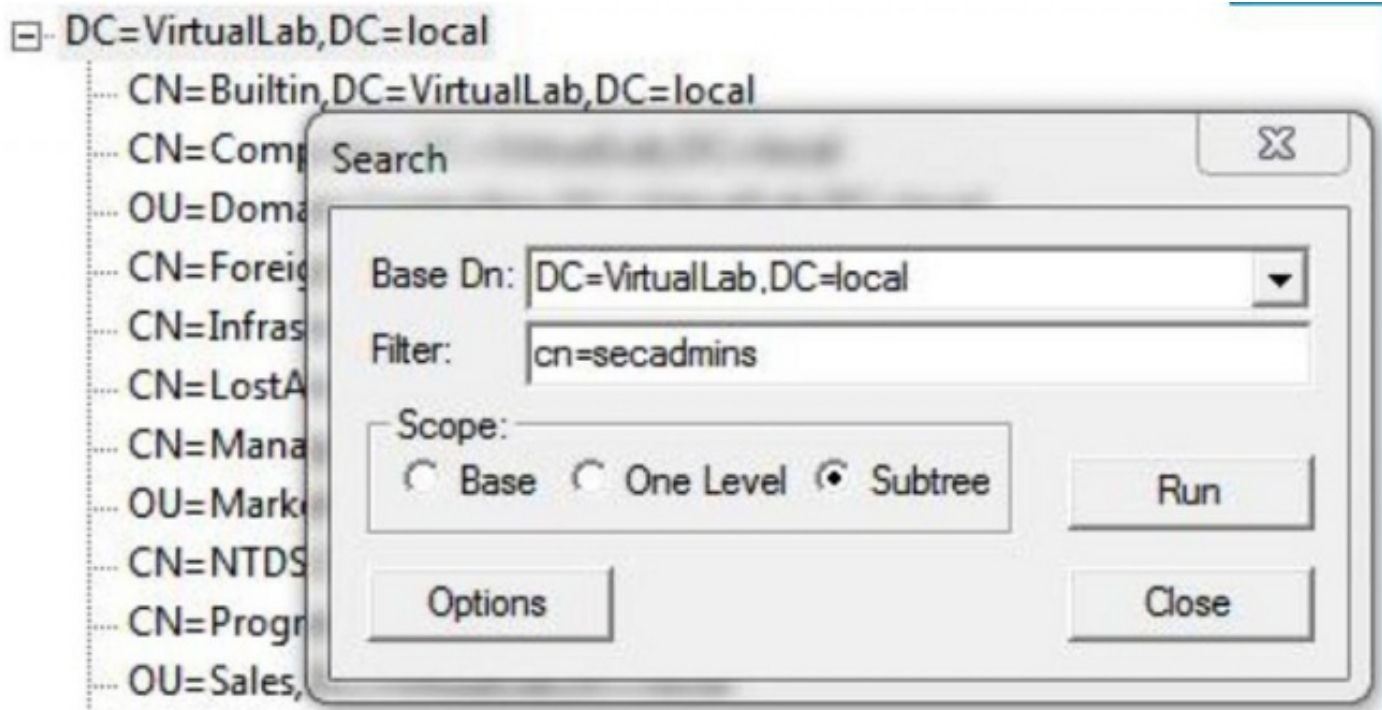 DC=VirtualLab,DC=local
CN=Builtin,DC=VirtualLab,DC=local
CN=Comp
OU=Doma
CN=Foreig
CN=Infras
CN=LostA
CN=Mana
OU=Mark
CN=NTDS
CN=Progr
OU=Sales,
Search
Base Dn: DC=VirtualLab,DC=local
Filter: cn=secadmins
Scope:
Base One Level Subtree
Run
Options
Close